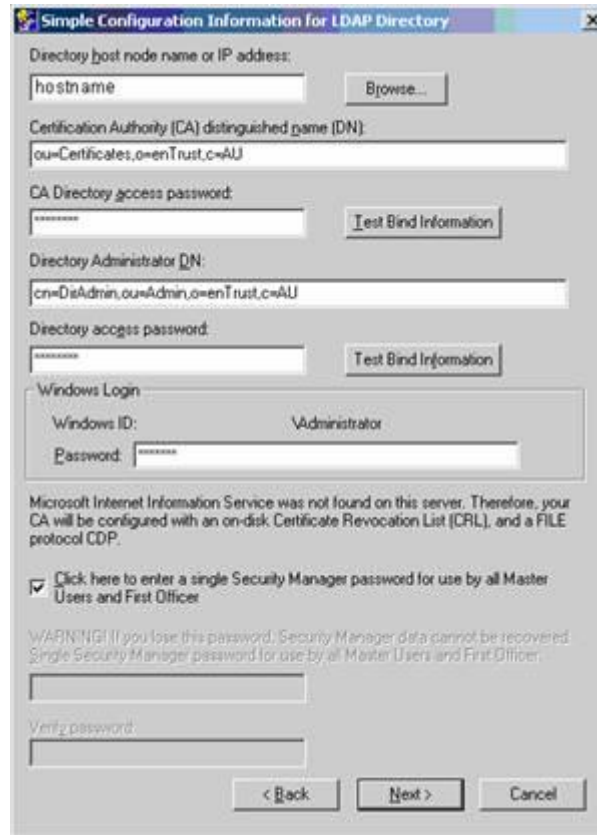 Simple Configuration Information for LDAP Directory
Directory host node name or IP address:
hostname
Browse...
Certification Authority (CA) distinguished name (DN):
ou=Certificates,o=enTrust,c=AU
CA Directory access password:
********
Test Bind Information
Directory Administrator DN:
cn=DirAdmin,ou=Admin,o=enTrust,c=AU
Directory access password:
********
Test Bind Information
Windows Login
Windows ID: \Administrator
Password: *******
Microsoft Internet Information Service was not found on this server. Therefore, your
CA will be configured with an on-disk Certificate Revocation List (CRL), and a FILE
protocol CDP.
Click here to enter a single Security Manager password for use by all Master
Users and First Officer
WARNING! If you lose this password, Security Manager data cannot be recovered.
Single Security Manager password for use by all Master Users and First Officer:
Verify password:
< Back
Next >
Cancel